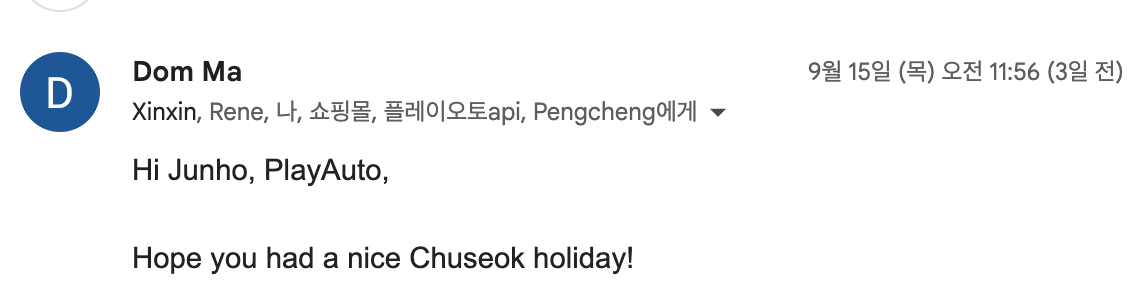 D
Dom Ma
9월 15일 (목) 오전 11:56 (3일 전)
Xinxin, Rene, 나, 쇼핑몰, 플레이오토api, Pengcheng에게
Hi Junho, PlayAuto,
Hope you had a nice Chuseok holiday!